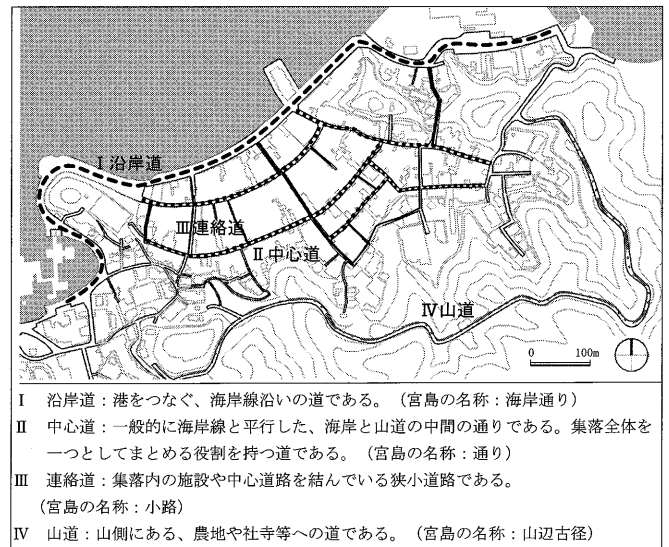 I 沿岸道
III連絡道
II 中心道
IV山道
0 100m
I 沿岸道：港をつなぐ、海岸線沿いの道である。（宮島の名称：海岸通り）
II 中心道：一般的に海岸線と平行した、海岸と山道の中間の通りである。集落全体を
一つとしてまとめる役割を持つ道である。（宮島の名称：通り）
III 連絡道：集落内の施設や中心道路を結んでいる狭小道路である。
（宮島の名称：小路）
IV 山道：山側にある、農地や社寺等への道である。（宮島の名称：山辺古径）